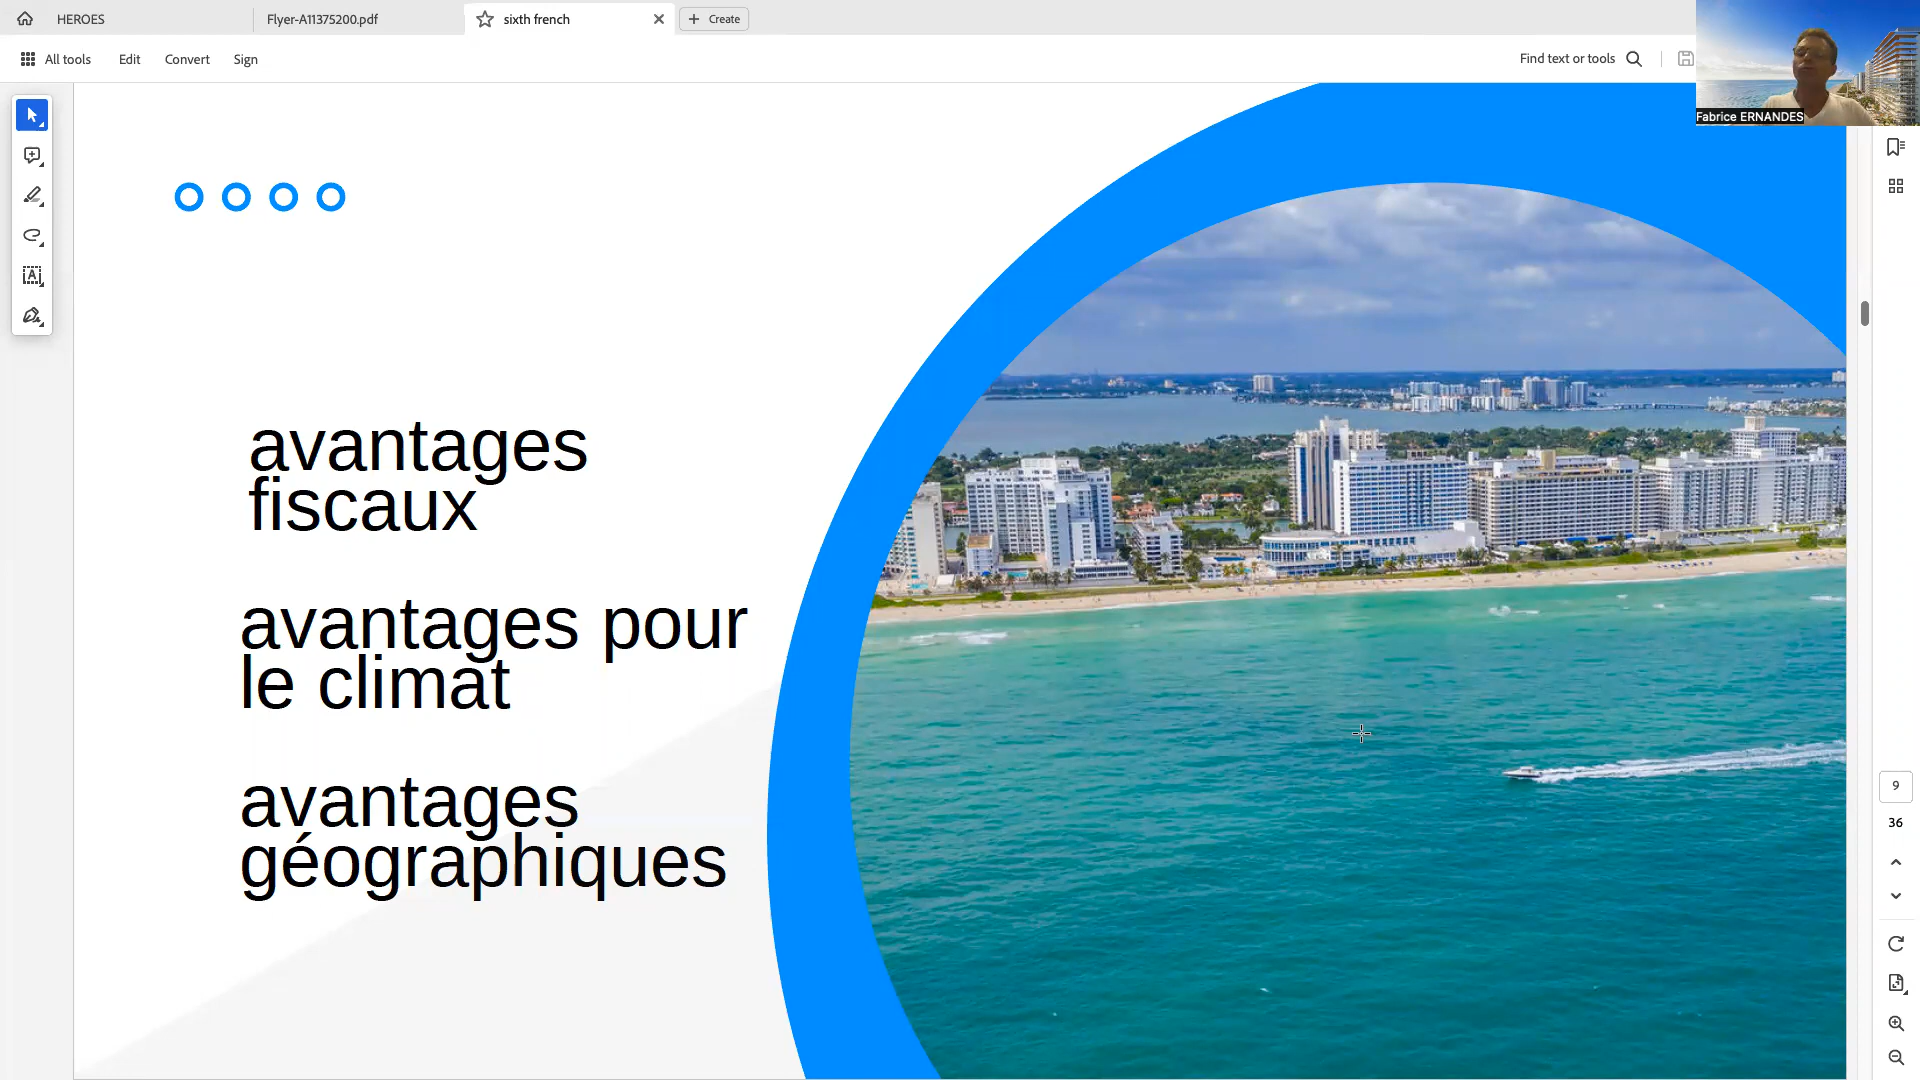 HEROES
Flyer-A11375200.pdf
sixth french
Create
All tools
Edit
Convert
Sign
Find text or tools
Fabrice ERNANDES
avantages
fiscaux
avantages pour
le climat
avantages
géographiques
9
36